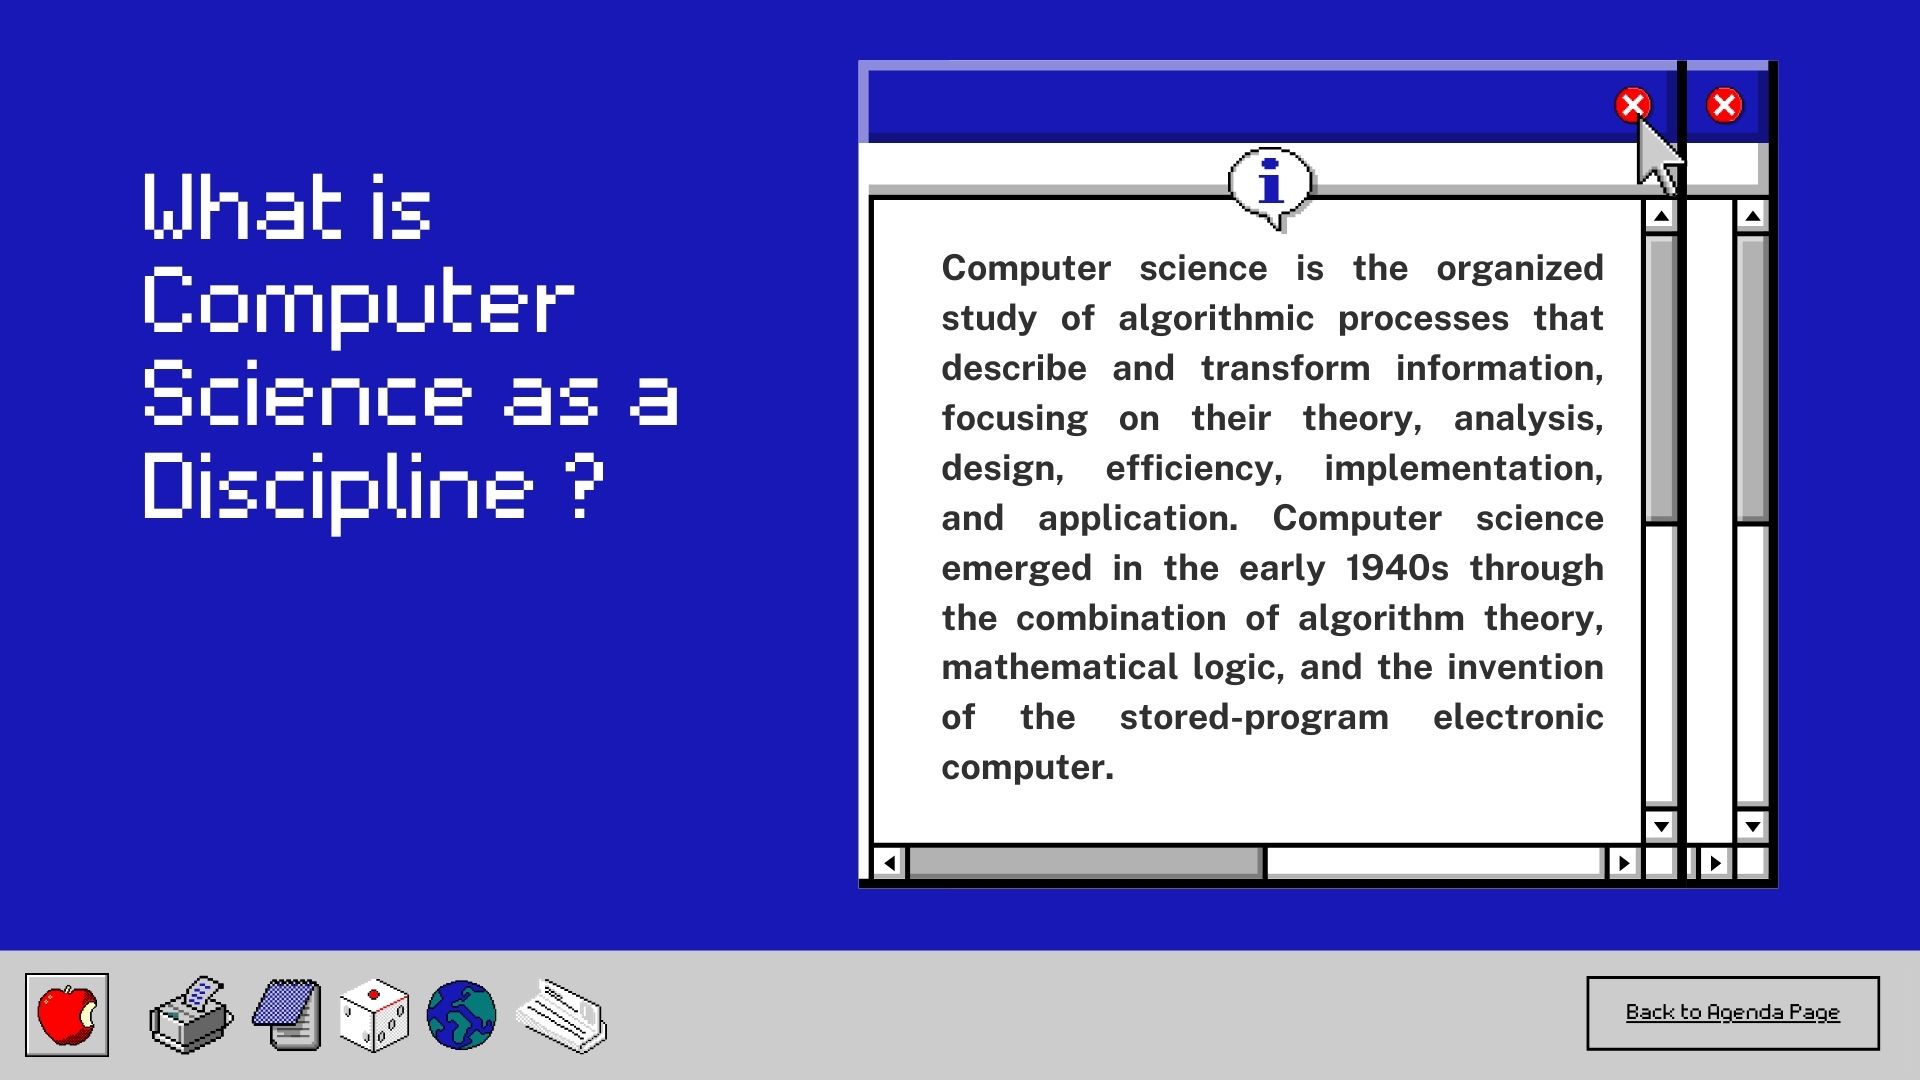 What is
Computer
Science as a
Discipline ?
i
Computer science is the organized
study of algorithmic processes that
describe and transform information,
focusing on their theory, analysis,
design, efficiency, implementation,
and application. Computer science
emerged in the early 1940s through
the combination of algorithm theory,
mathematical logic, and the invention
of the stored-program electronic
computer.
Back to Agenda Page